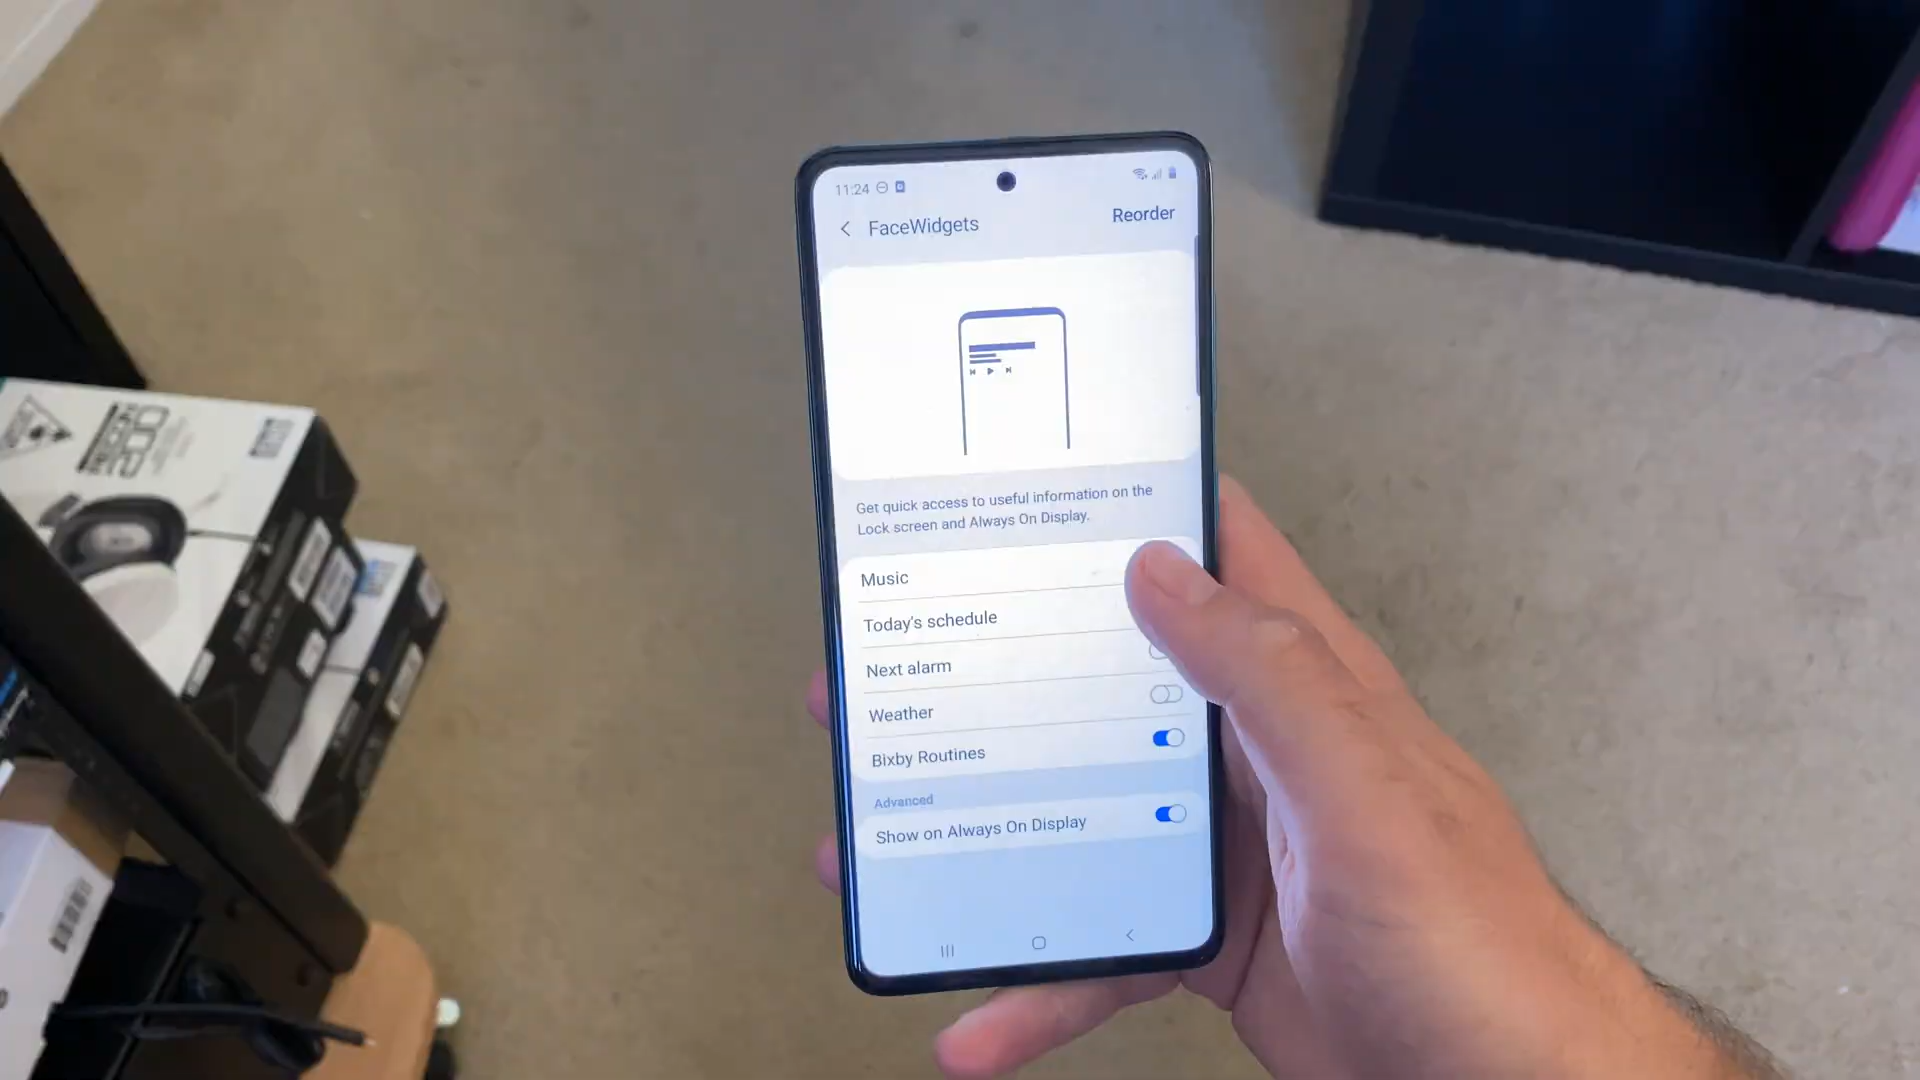 11:24
FaceWidgets
Reorder
Get quick access to useful information on the
Lock screen and Always On Display.
Music
Today's schedule
Next alarm
Weather
Bixby Routines
Advanced
Show on Always On Display